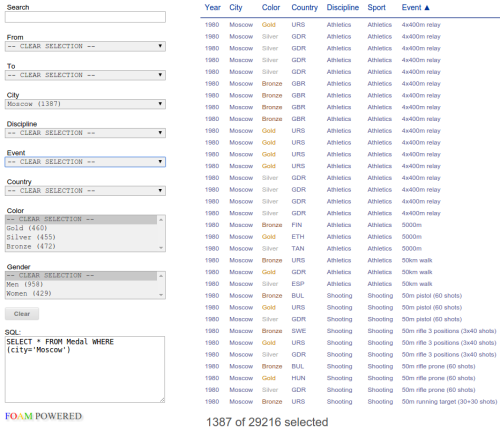 Search
From
-- CLEAR SELECTION --
To
-- CLEAR SELECTION --
City
Moscow (1387)
Discipline
-- CLEAR SELECTION --
Event
-- CLEAR SELECTION --
Country
-- CLEAR SELECTION --
Color
-- CLEAR SELECTION --
Gold (460)
Silver (455)
Bronze (472)
Gender
-- CLEAR SELECTION --
Men (958)
Women (429)
Clear
SQL:
SELECT * FROM Medal WHERE
(city='Moscow')
FOAM POWERED
Year City Color Country Discipline Sport Event ▲
1980 Moscow Gold URS Athletics Athletics 4x400m relay
1980 Moscow Silver GDR Athletics Athletics 4x400m relay
1980 Moscow Silver GDR Athletics Athletics 4x400m relay
1980 Moscow Silver GDR Athletics Athletics 4x400m relay
1980 Moscow Silver GDR Athletics Athletics 4x400m relay
1980 Moscow Bronze GBR Athletics Athletics 4x400m relay
1980 Moscow Bronze GBR Athletics Athletics 4x400m relay
1980 Moscow Bronze GBR Athletics Athletics 4x400m relay
1980 Moscow Bronze GBR Athletics Athletics 4x400m relay
1980 Moscow Gold URS Athletics Athletics 4x400m relay
1980 Moscow Gold URS Athletics Athletics 4x400m relay
1980 Moscow Gold URS Athletics Athletics 4x400m relay
1980 Moscow Gold URS Athletics Athletics 4x400m relay
1980 Moscow Silver GDR Athletics Athletics 4x400m relay
1980 Moscow Silver GDR Athletics Athletics 4x400m relay
1980 Moscow Silver GDR Athletics Athletics 4x400m relay
1980 Moscow Silver GDR Athletics Athletics 4x400m relay
1980 Moscow Bronze FIN Athletics Athletics 5000m
1980 Moscow Gold ETH Athletics Athletics 5000m
1980 Moscow Silver TAN Athletics Athletics 5000m
1980 Moscow Bronze URS Athletics Athletics 50km walk
1980 Moscow Gold GDR Athletics Athletics 50km walk
1980 Moscow Silver ESP Athletics Athletics 50km walk
1980 Moscow Bronze BUL Shooting Shooting 50m pistol (60 shots)
1980 Moscow Gold URS Shooting Shooting 50m pistol (60 shots)
1980 Moscow Silver GDR Shooting Shooting 50m pistol (60 shots)
1980 Moscow Bronze SWE Shooting Shooting 50m rifle 3 positions (3x40 shots)
1980 Moscow Gold URS Shooting Shooting 50m rifle 3 positions (3x40 shots)
1980 Moscow Silver GDR Shooting Shooting 50m rifle 3 positions (3x40 shots)
1980 Moscow Bronze BUL Shooting Shooting 50m rifle prone (60 shots)
1980 Moscow Gold HUN Shooting Shooting 50m rifle prone (60 shots)
1980 Moscow Silver GDR Shooting Shooting 50m rifle prone (60 shots)
1980 Moscow Bronze URS Shooting Shooting 50m running target (30+30 shots)
1387 of 29216 selected